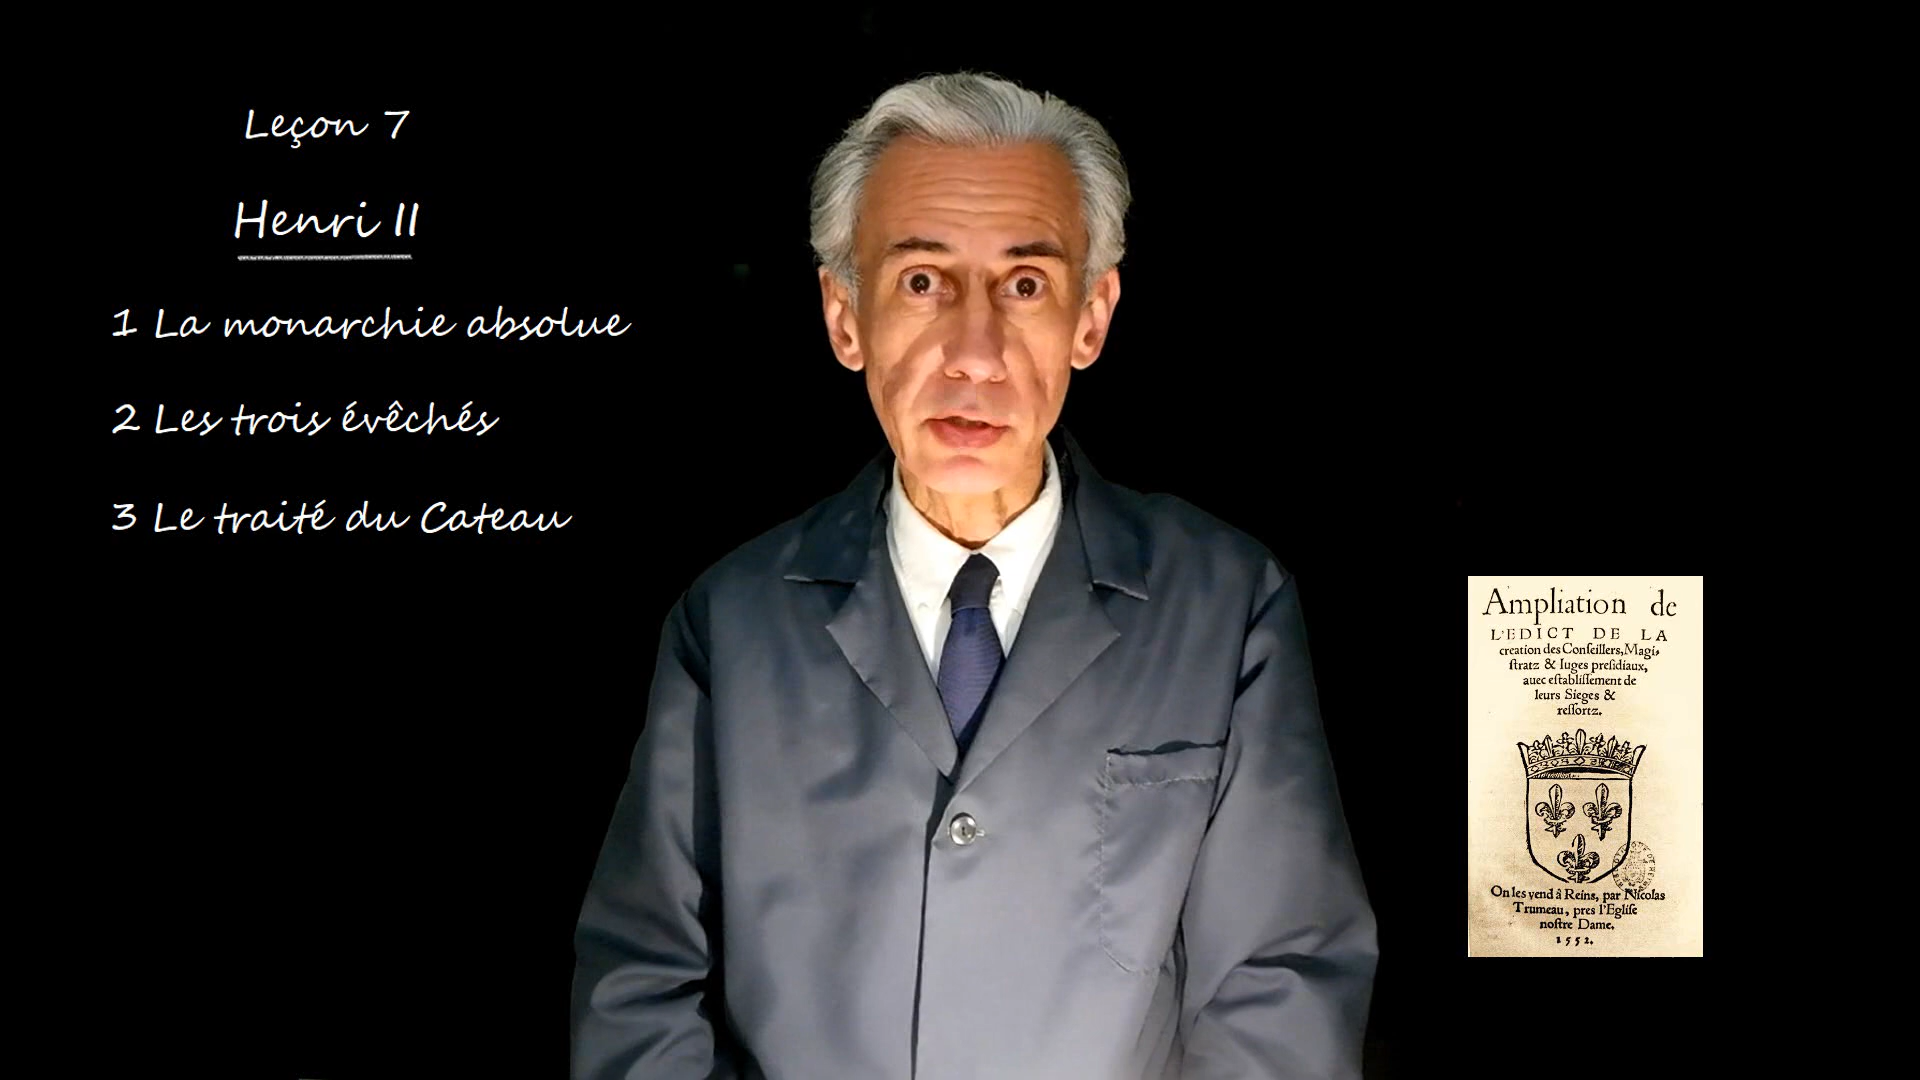 Leçon 7
Henri II
1 La monarchie absolue
2 Les trois évêchés
3 Le traité du Cateau
Ampliation de
L'EDICT DE LA
creation des Conſeillers, Magi-
ſtratz & Iuges preſidiaux,
auec eſtabliſſement de
leurs Sieges &
reſſortz.
On les vend à Reins, par Nicolas
Trumeau, pres l'Egliſe
noſtre Dame.
1552.